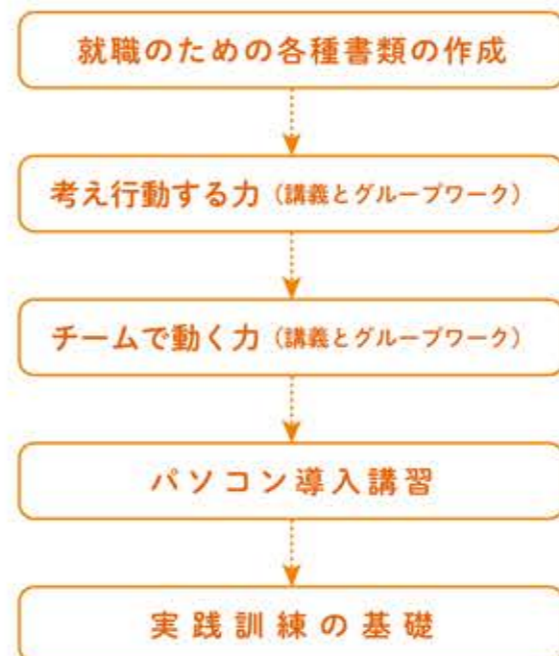 就職のための各種書類の作成
考え行動する力（講義とグループワーク）
チームで動く力（講義とグループワーク）
パソコン導入講習
実践訓練の基礎